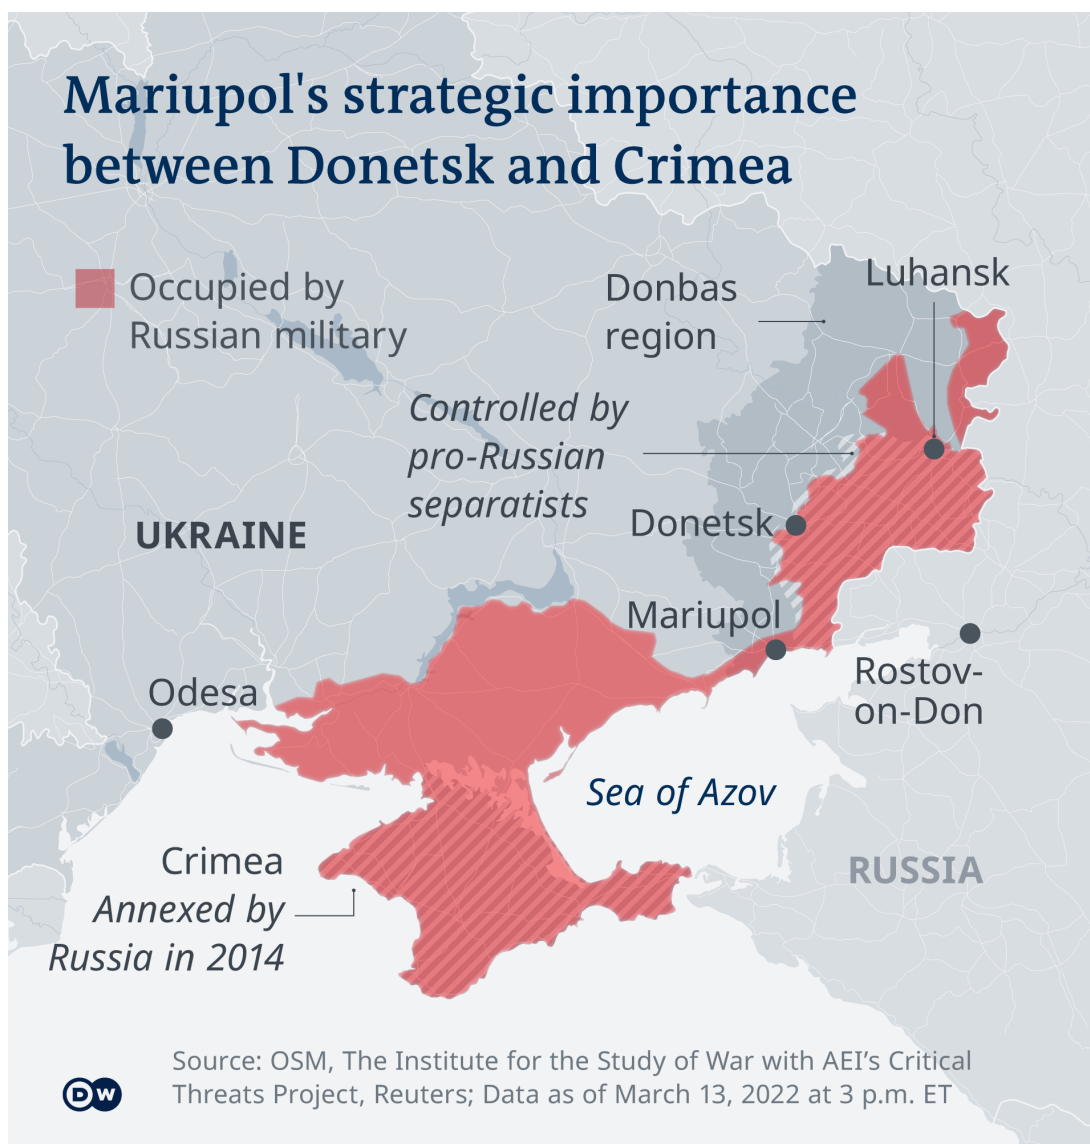 Mariupol's strategic importance
between Donetsk and Crimea
Occupied by
Russian military
Donbas
region
Luhansk
Controlled by
pro-Russian
separatists
UKRAINE
Donetsk
Mariupol
Odesa
Rostov-
on-Don
Sea of Azov
Crimea
Annexed by
Russia in 2014
RUSSIA
Source: OSM, The Institute for the Study of War with AEI’s Critical
Threats Project, Reuters; Data as of March 13, 2022 at 3 p.m. ET
DW